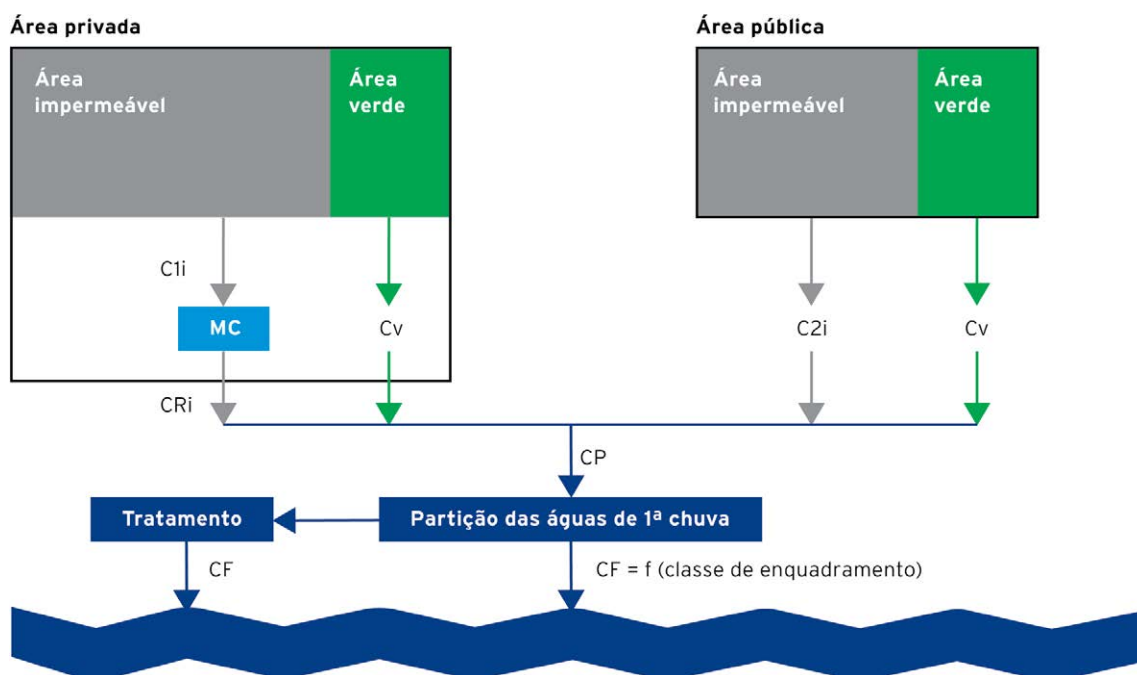 Área privada
Área pública
Área
impermeável
Área
verde
Área
impermeável
Área
verde
C1i
MC
Cv
C2i
Cv
CRi
CP
Tratamento
Partição das águas de 1ª chuva
CF
CF = f (classe de enquadramento)